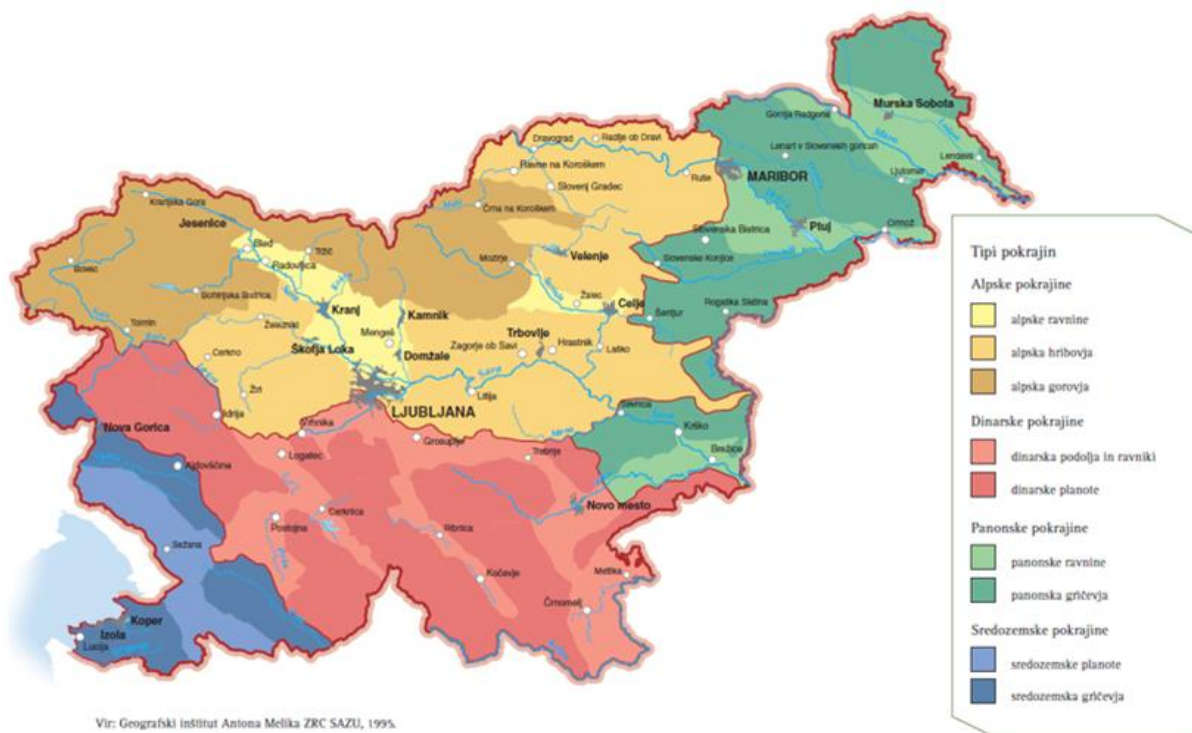 Murska Sobota
Gornja Radgona
Dravograd
Radlje ob Dravi
Lenart v Slovenskih goricah
Mura
Ledava
Lendava
Ravne na Koroškem
MARIBOR
Ljutomer
Slovenj Gradec
Ruše
Kranjska Gora
Črna na Koroškem
Ptuj
Ormož
Jesenice
Slovenska Bistrica
Bled
Tržič
Velenje
Bovec
Radovljica
Mozirje
Slovenske Konjice
Bohinjska Bistrica
Kranj
Kamnik
Žalec
Celje
Rogaška Slatina
Šentjur
Tolmin
Železniki
Mengeš
Trbovlje
Škofja Loka
Domžale
Zagorje ob Savi
Hrastnik
Laško
Cerkno
Sava
Žiri
Litija
LJUBLJANA
Idrija
Sevnica
Nova Gorica
Vrhnika
Grosuplje
Krško
Logatec
Trebnje
Brežice
Ajdovščina
Novo mesto
Cerknica
Postojna
Ribnica
Sežana
Kočevje
Metlika
Črnomelj
Koper
Izola
Lucija
Tipi pokrajin
Alpske pokrajine
alpske ravnine
alpska hribovja
alpska gorovja
Dinarske pokrajine
dinarska podolja in ravniki
dinarske planote
Panonske pokrajine
panonske ravnine
panonska gričevja
Sredozemske pokrajine
sredozemske planote
sredozemska gričevja
Vir: Geografski inštitut Antona Melika ZRC SAZU, 1995.